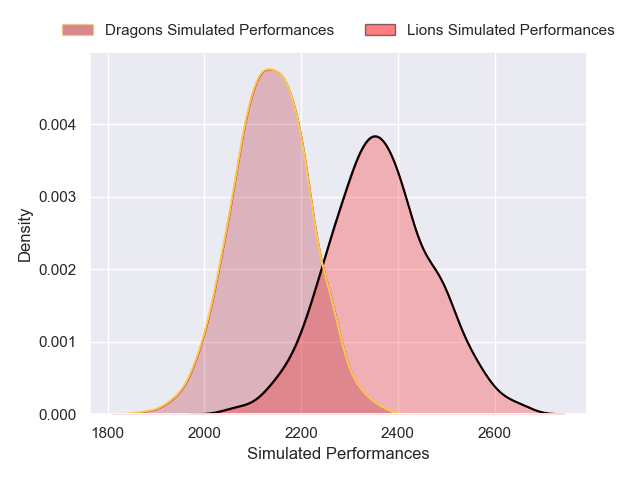 Dragons Simulated Performances Lions Simulated Performances
0.004
0.003
0.002
0.001
0.000
Density
1800 2000 2200 2400 2600
Simulated Performances